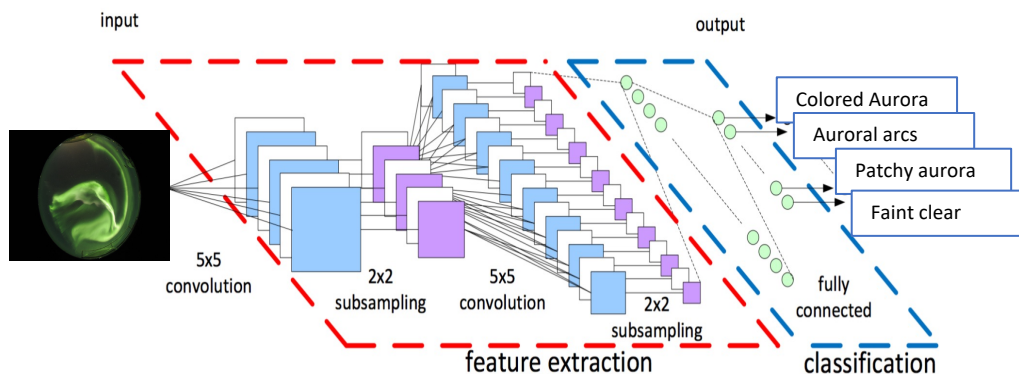 input
output
Colored Aurora
Auroral arcs
Patchy aurora
Faint clear
5x5
convolution
2x2
subsampling
5x5
convolution
2x2
subsampling
fully
connected
feature extraction
classification